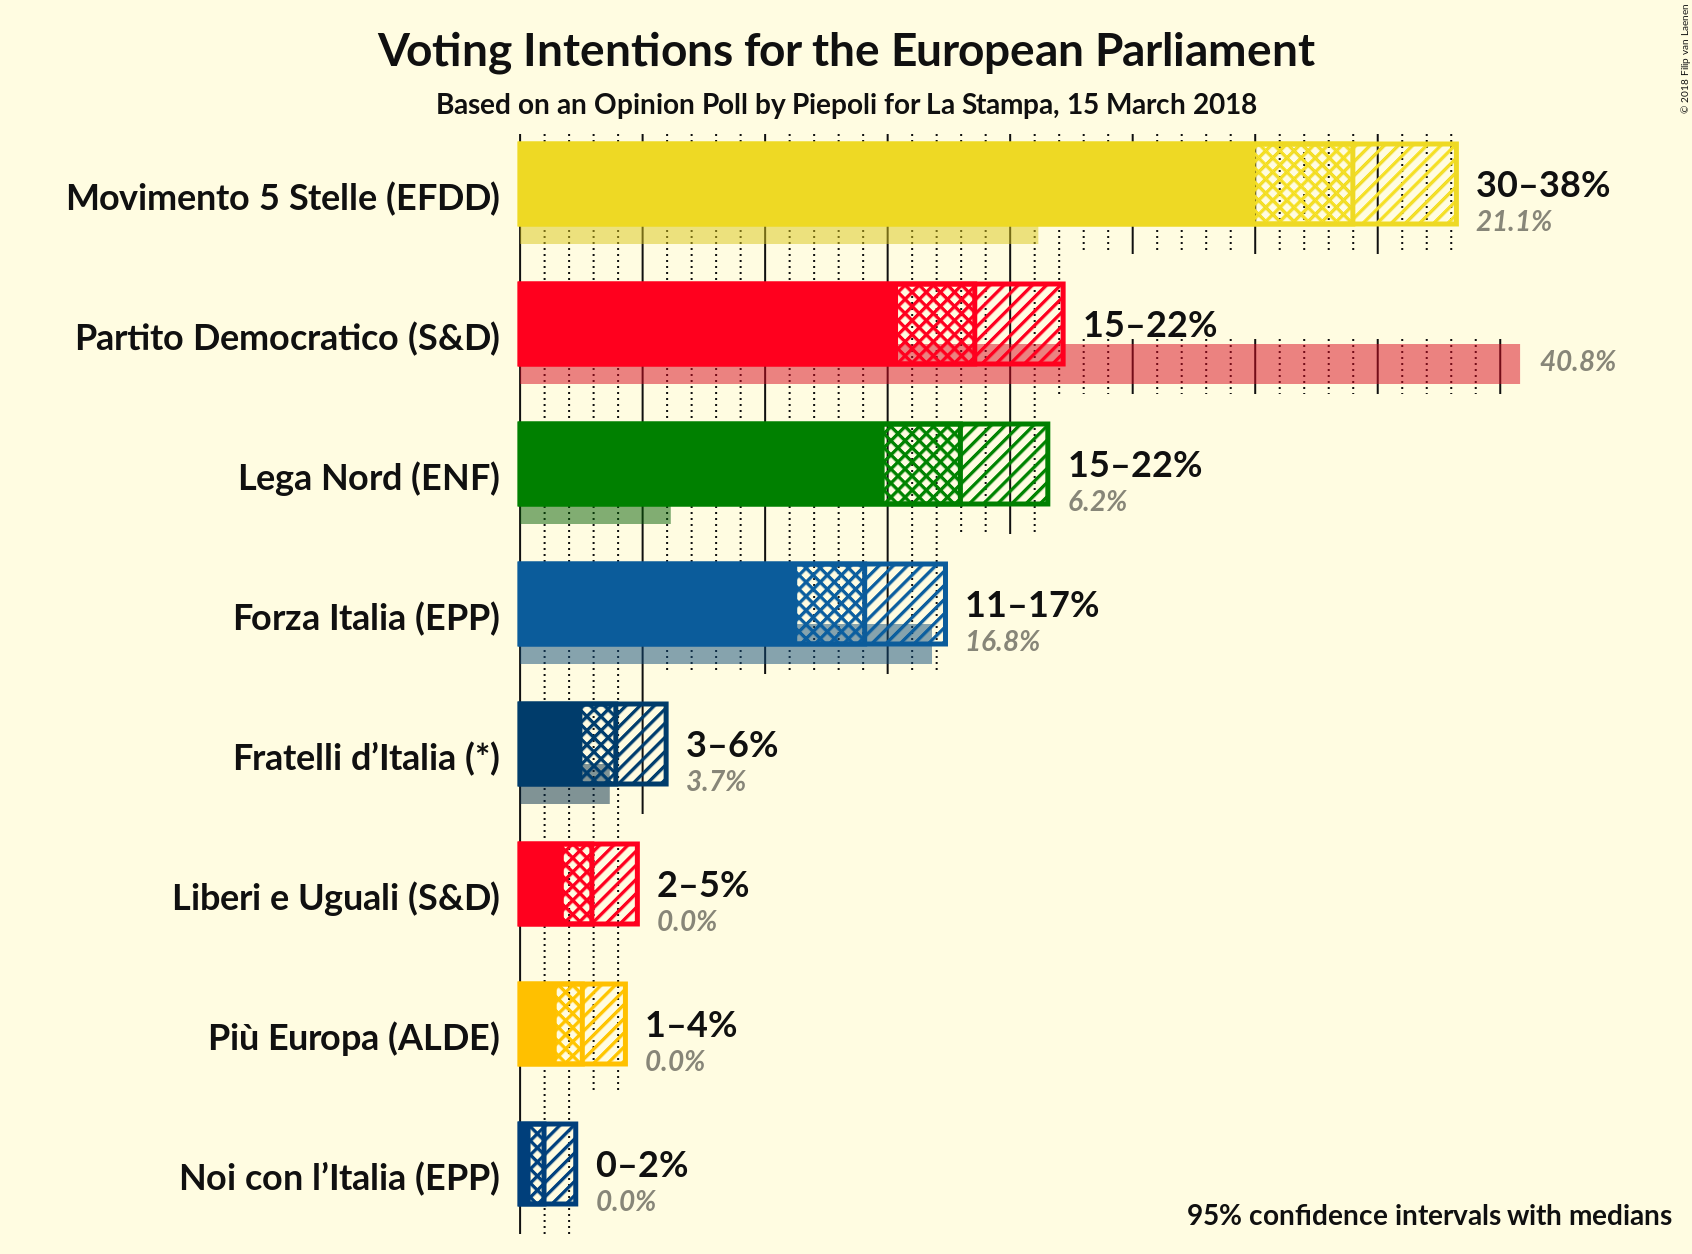 Voting Intentions for the European Parliament
Based on an Opinion Poll by Piepoli for La Stampa, 15 March 2018
© 2018 Filip van Laenen
Movimento 5 Stelle (EFDD)
30–38%
21.1%
Partito Democratico (S&D)
15–22%
40.8%
Lega Nord (ENF)
15–22%
6.2%
Forza Italia (EPP)
11–17%
16.8%
Fratelli d’Italia (*)
3–6%
3.7%
Liberi e Uguali (S&D)
2–5%
0.0%
Più Europa (ALDE)
1–4%
0.0%
Noi con l’Italia (EPP)
0–2%
0.0%
95% confidence intervals with medians